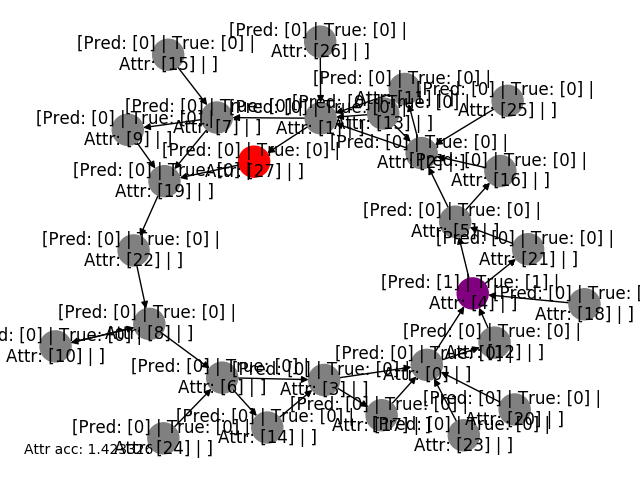 [Pred: [0] | True: [0] |
Attr: [26] | ]
[Pred: [0] | True: [0] |
Attr: [15] | ]
[Pred: [0] | True: [0] |
Attr: [11] | ]
[Pred: [0] | True: [0] |
Attr: [25] | ]
[Pred: [0] | True: [0] |
Attr: [7] | ]
[Pred: [0] | True: [0] |
Attr: [1] | ]
Attr: [13] | ]
[Pred: [0] | True: [0] |
Attr: [9] | ]
[Pred: [0] | True: [0] |
Attr: [27] | ]
[Pred: [0] | True: [0] |
Attr: [2] | ]
[Pred: [0] | True: [0] |
Attr: [16] | ]
[Pred: [0] | True: [0] |
Attr: [19] | ]
[Pred: [0] | True: [0] |
Attr: [5] | ]
[Pred: [0] | True: [0] |
Attr: [22] | ]
[Pred: [0] | True: [0] |
Attr: [21] | ]
[Pred: [1] | True: [1] |
Attr: [4] | ]
[Pred: [0] | True: [
Attr: [18] | ]
[Pred: [0] | True: [0] |
Attr: [8] | ]
[0] | True: [0] |
Attr: [10] | ]
[Pred: [0] | True: [0] |
Attr: [12] | ]
[Pred: [0] | True: [0] |
Attr: [0] | ]
[Pred: [0] | True: [0] |
Attr: [6] | ]
[Pred: [0] | True: [0] |
Attr: [3] | ]
[Pred: [0] | True: [0] |
Attr: [17] | ]
[Pred: [0] | True: [0] |
Attr: [20] | ]
[Pred: [0] | True: [0] |
Attr: [14] | ]
[Pred: [0] | True: [0] |
Attr: [23] | ]
[Pred: [0] | True: [0] |
Attr: [24] | ]
Attr acc: